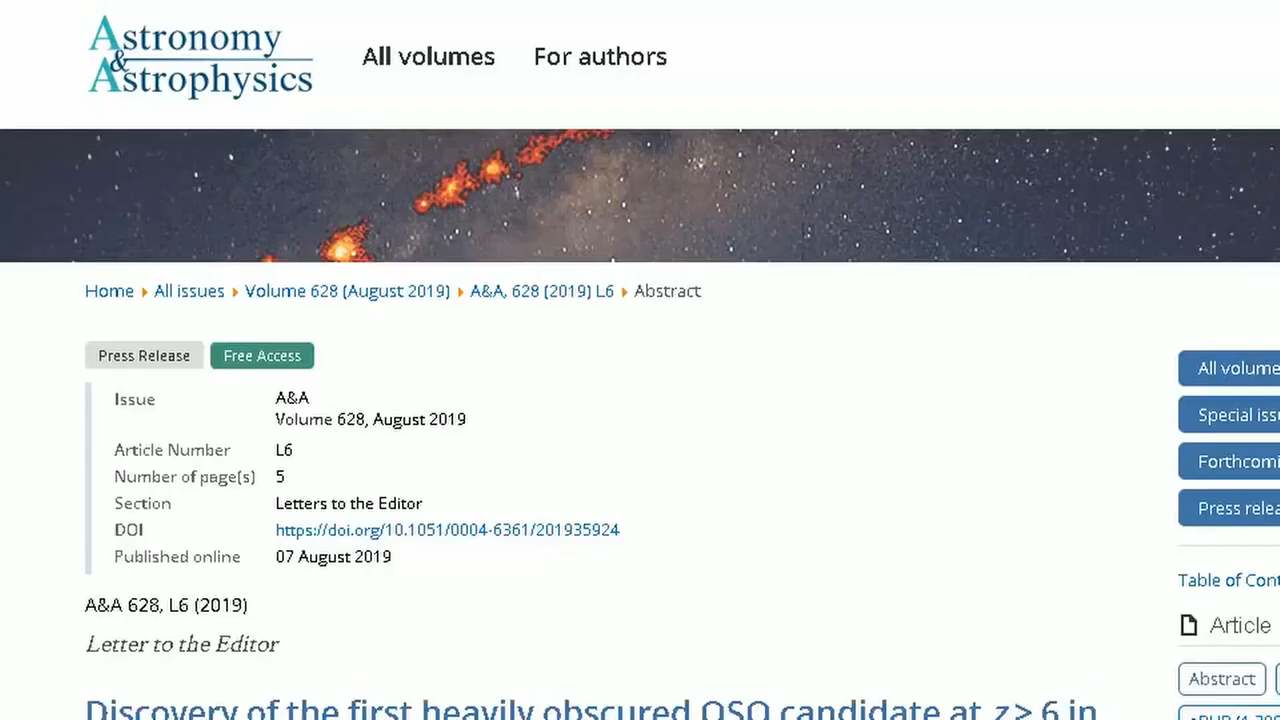 Astronomy
&
Astrophysics
All volumes For authors
Home All issues Volume 628 (August 2019) A&A, 628 (2019) L6 Abstract
Press Release Free Access
Issue A&A
Volume 628, August 2019
Article Number L6
Number of page(s) 5
Section Letters to the Editor
DOI https://doi.org/10.1051/0004-6361/201935924
Published online 07 August 2019
A&A 628, L6 (2019)
Letter to the Editor
Discovery of the first heavily obscured QSO candidate at z > 6 in
All volume
Special iss
Forthcomi
Press relea
Table of Cont
Article
Abstract